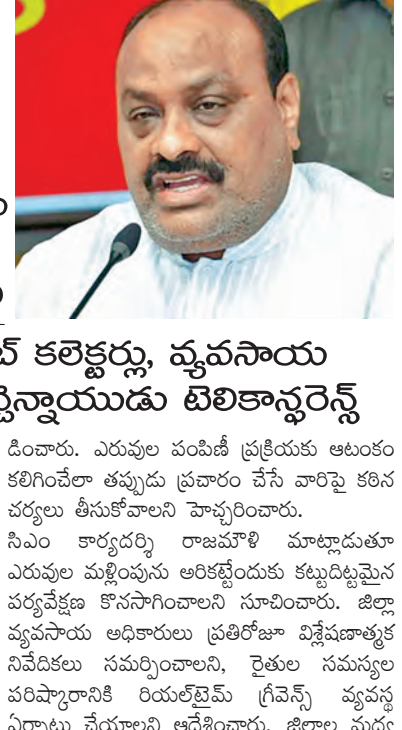 కలెక్టర్లు, వ్యవసాయ
టెలికాన్ఫరెన్స్
డించారు. ఎరువుల పంపిణీ ప్రక్రియకు ఆటంకం
కలిగించేలా తప్పుడు ప్రచారం చేసే వారిపై కఠిన
చర్యలు తీసుకోవాలని హెచ్చరించారు.
సిఎం కార్యదర్శి రాజమౌళి మాట్లాడుతూ
ఎరువుల మళ్లింపును అరికట్టేందుకు కట్టుదిట్టమైన
పర్యవేక్షణ కొనసాగించాలని సూచించారు. జిల్లా
వ్యవసాయ అధికారులు ప్రతిరోజూ విశ్లేషణాత్మక
నివేదికలు సమర్పించాలని, రైతుల సమస్యల
పరిష్కారానికి రియల్‌టైమ్ గ్రీవెన్స్ వ్యవస్థ
ఏర్పాటు చేయాలని ఆదేశించారు. జిల్లాల మధ్య